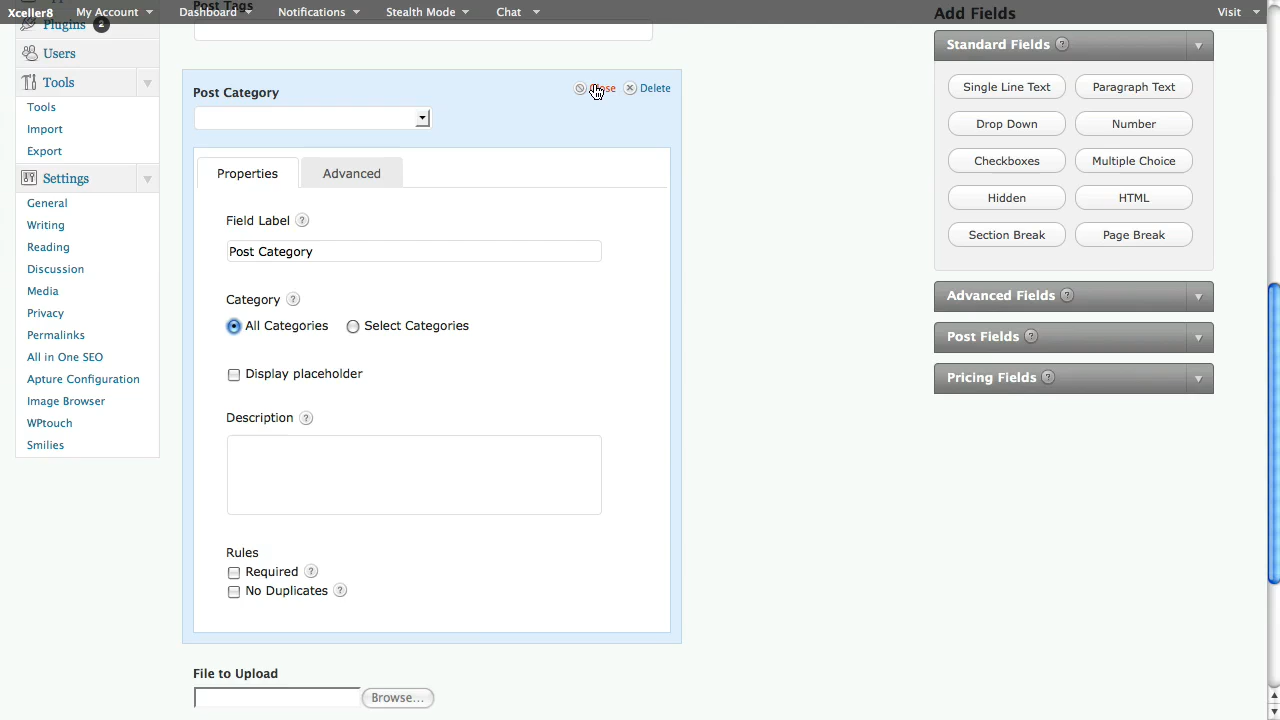 Xceller8 My Account Dashboard Notifications Stealth Mode Chat Visit
Plugins 2
Users
Tools
Tools
Import
Export
Settings
General
Writing
Reading
Discussion
Media
Privacy
Permalinks
All in One SEO
Apture Configuration
Image Browser
WPtouch
Smilies
Post Tags
Post Category
Delete
Properties Advanced
Field Label ?
Post Category
Category ?
All Categories Select Categories
Display placeholder
Description ?
Rules
Required ?
No Duplicates ?
File to Upload
Browse...
Add Fields
Standard Fields ?
Single Line Text Paragraph Text
Drop Down Number
Checkboxes Multiple Choice
Hidden HTML
Section Break Page Break
Advanced Fields ?
Post Fields ?
Pricing Fields ?